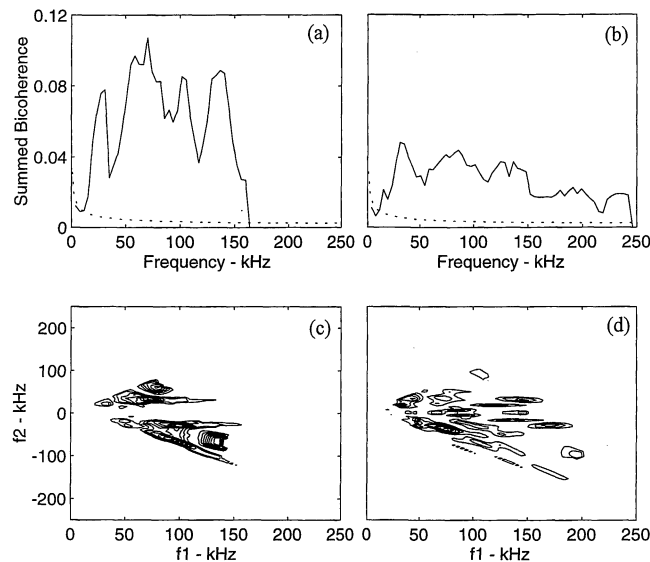 0.12
0.08
0.04
0
Summed Bicoherence
(a)
0 50 100 150 200 250
Frequency - kHz
(b)
0 50 100 150 200 250
Frequency - kHz
200
100
0
-100
-200
f2 - kHz
(c)
0 50 100 150 200 250
f1 - kHz
(d)
0 50 100 150 200 250
f1 - kHz